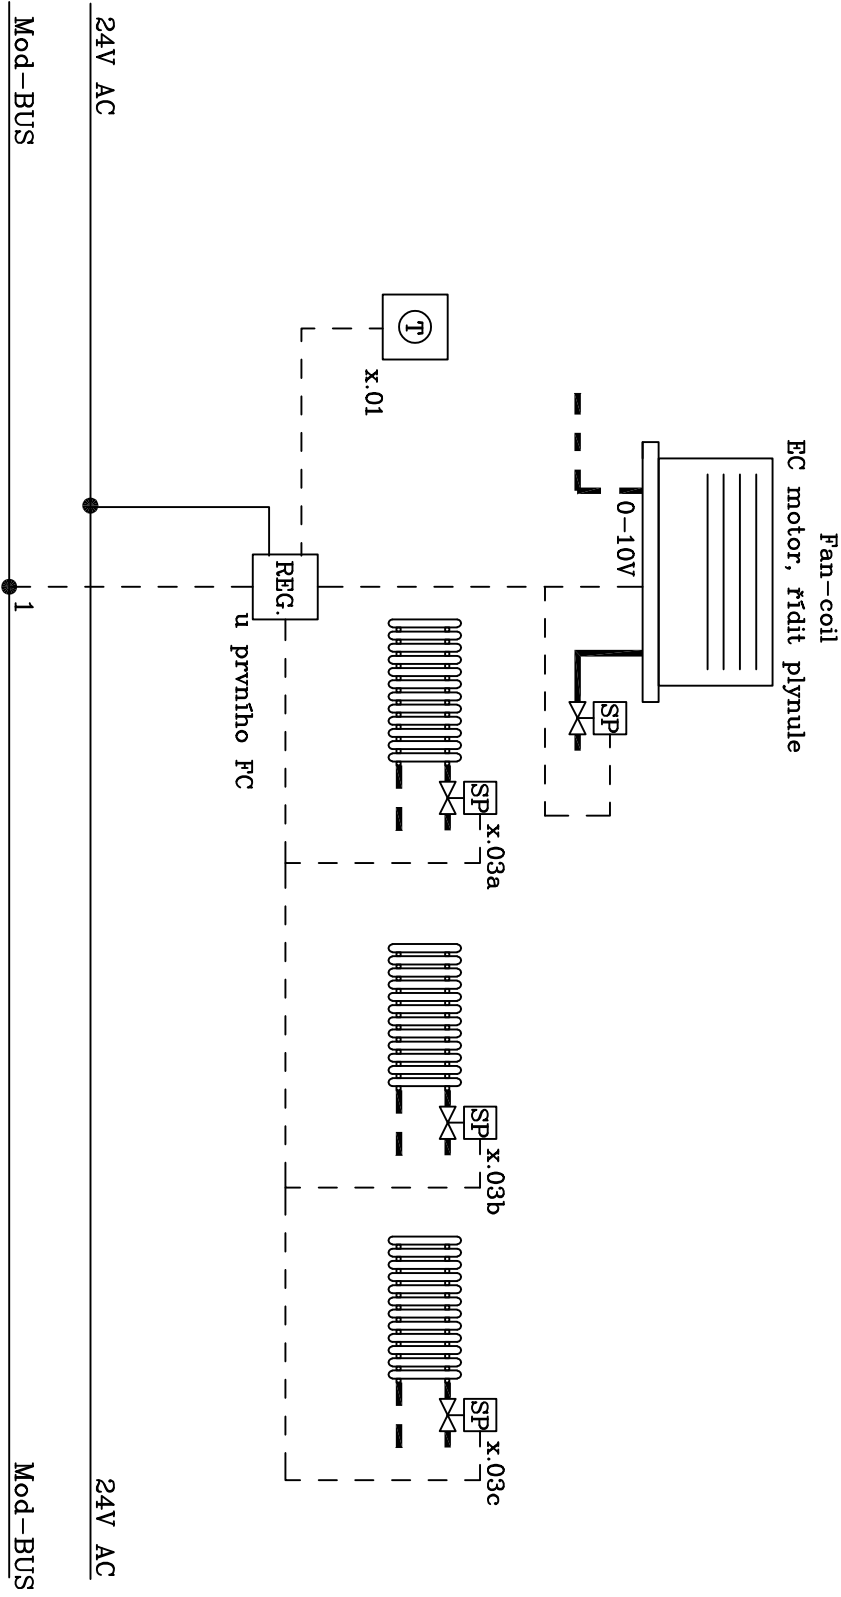 Fan-coil
EC motor, řídit plynule
0-10V
SP
T
x.01
SP
x.03a
SP
x.03b
SP
x.03c
REG.
u prvního FC
24V AC
24V AC
1
Mod-BUS
Mod-BUS